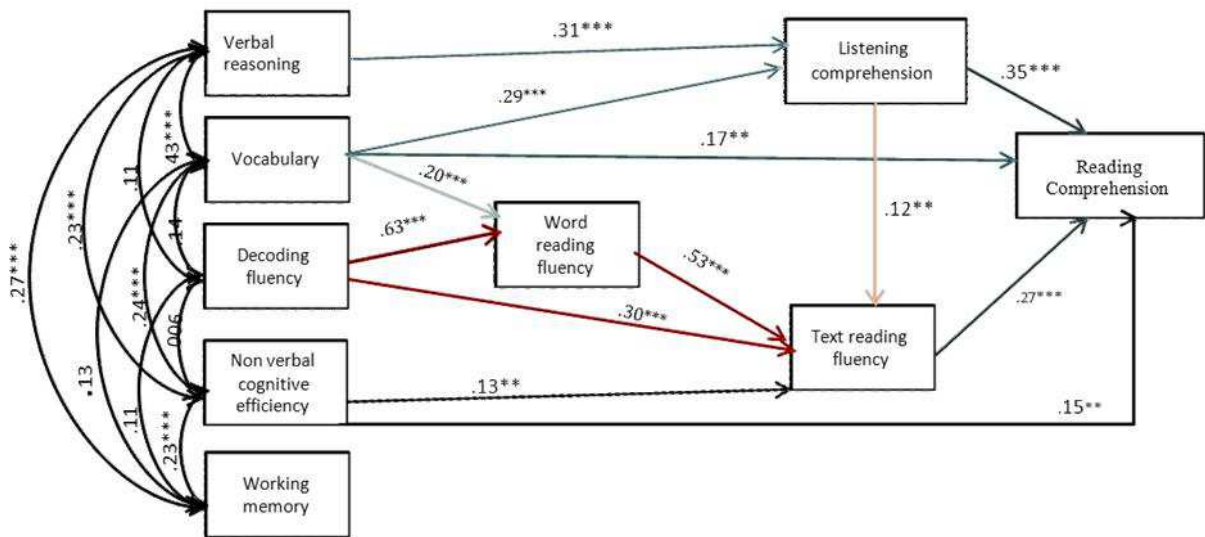 Verbal
reasoning
.31***
Listening
comprehension
.35***
.43***
.29***
Vocabulary
.17**
Reading
Comprehension
.11
.23***
.20***
.14
.12**
Word
reading
fluency
.63***
Decoding
fluency
.53***
.27***
.24***
.006
.30***
.27***
Text reading
fluency
Non verbal
cognitive
efficiency
.13**
.13
.15**
.11
.23***
Working
memory